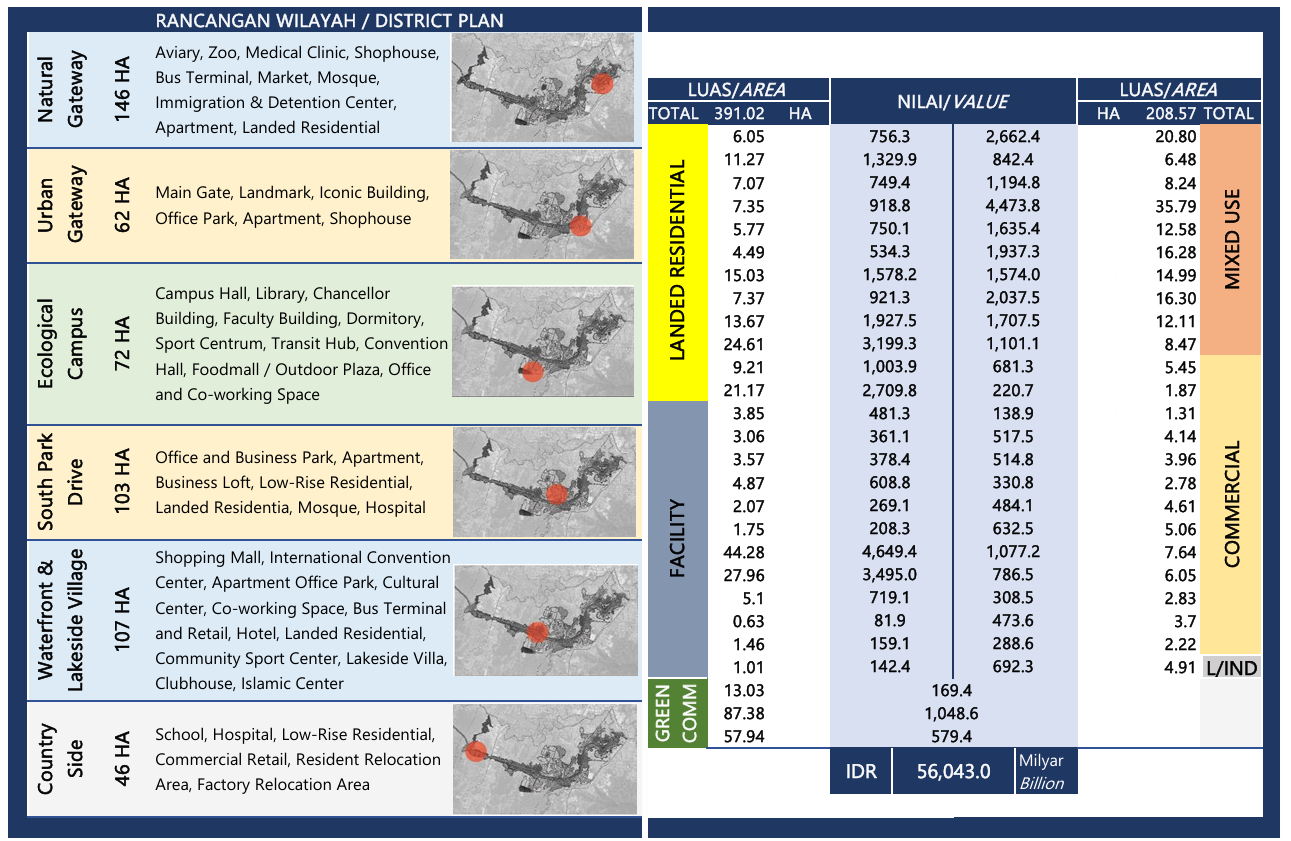 RANCANGAN WILAYAH / DISTRICT PLAN
Natural
Gateway
146 HA
Aviary, Zoo, Medical Clinic, Shophouse,
Bus Terminal, Market, Mosque,
Immigration & Detention Center,
Apartment, Landed Residential
Urban
Gateway
62 HA
Main Gate, Landmark, Iconic Building,
Office Park, Apartment, Shophouse
Ecological
Campus
72 HA
Campus Hall, Library, Chancellor
Building, Faculty Building, Dormitory,
Sport Centrum, Transit Hub, Convention
Hall, Foodmall / Outdoor Plaza, Office
and Co-working Space
South Park
Drive
103 HA
Office and Business Park, Apartment,
Business Loft, Low-Rise Residential,
Landed Residentia, Mosque, Hospital
Waterfront &
Lakeside Village
107 HA
Shopping Mall, International Convention
Center, Apartment Office Park, Cultural
Center, Co-working Space, Bus Terminal
and Retail, Hotel, Landed Residential,
Community Sport Center, Lakeside Villa,
Clubhouse, Islamic Center
Country
Side
46 HA
School, Hospital, Low-Rise Residential,
Commercial Retail, Resident Relocation
Area, Factory Relocation Area
LUAS/AREA NILAI/VALUE LUAS/AREA
TOTAL 391.02 HA HA 208.57 TOTAL
LANDED RESIDENTIAL
MIXED USE
6.05 756.3 2,662.4 20.80
11.27 1,329.9 842.4 6.48
7.07 749.4 1,194.8 8.24
7.35 918.8 4,473.8 35.79
5.77 750.1 1,635.4 12.58
4.49 534.3 1,937.3 16.28
15.03 1,578.2 1,574.0 14.99
7.37 921.3 2,037.5 16.30
13.67 1,927.5 1,707.5 12.11
24.61 3,199.3 1,101.1 8.47
COMMERCIAL
9.21 1,003.9 681.3 5.45
21.17 2,709.8 220.7 1.87
FACILITY
3.85 481.3 138.9 1.31
3.06 361.1 517.5 4.14
3.57 378.4 514.8 3.96
4.87 608.8 330.8 2.78
2.07 269.1 484.1 4.61
1.75 208.3 632.5 5.06
44.28 4,649.4 1,077.2 7.64
27.96 3,495.0 786.5 6.05
5.1 719.1 308.5 2.83
0.63 81.9 473.6 3.7
1.46 159.1 288.6 2.22
1.01 142.4 692.3 4.91 L/IND
GREEN
COMM
13.03 169.4
87.38 1,048.6
57.94 579.4
IDR 56,043.0 Milyar
Billion